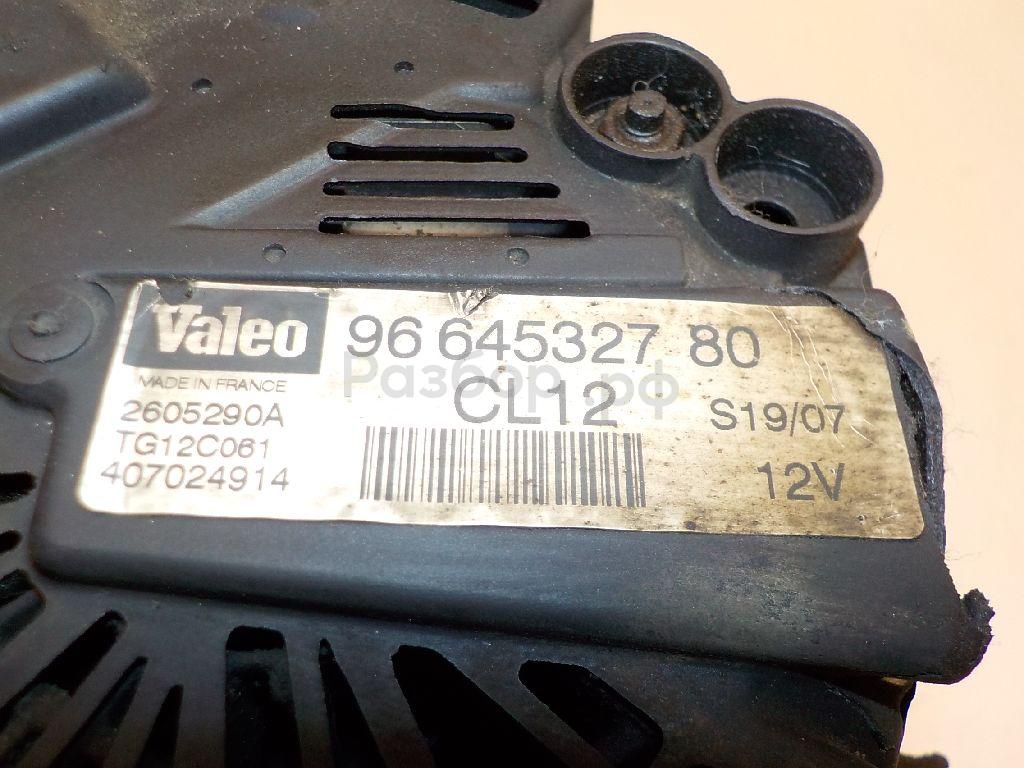 Valeo
MADE IN FRANCE
2605290A
TG12C061
407024914
96 645327 80
Разбор.рф
CL12
S19/07
12V